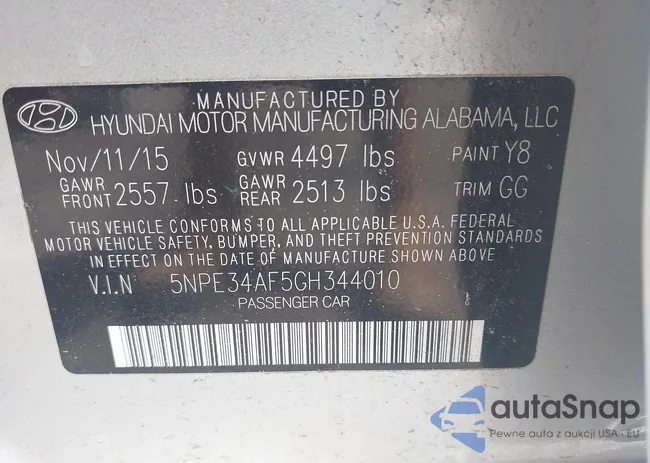 MANUFACTURED BY
HYUNDAI MOTOR MANUFACTURING ALABAMA, LLC
Nov/11/15 GVWR 4497 lbs PAINT Y8
GAWR FRONT 2557 lbs GAWR REAR 2513 lbs TRIM GG
THIS VEHICLE CONFORMS TO ALL APPLICABLE U.S.A. FEDERAL
MOTOR VEHICLE SAFETY, BUMPER, AND THEFT PREVENTION STANDARDS
IN EFFECT ON THE DATE OF MANUFACTURE SHOWN ABOVE.
V.I.N 5NPE34AF5GH344010
PASSENGER CAR
autaSnap
Pewne auta z aukcji USA i EU